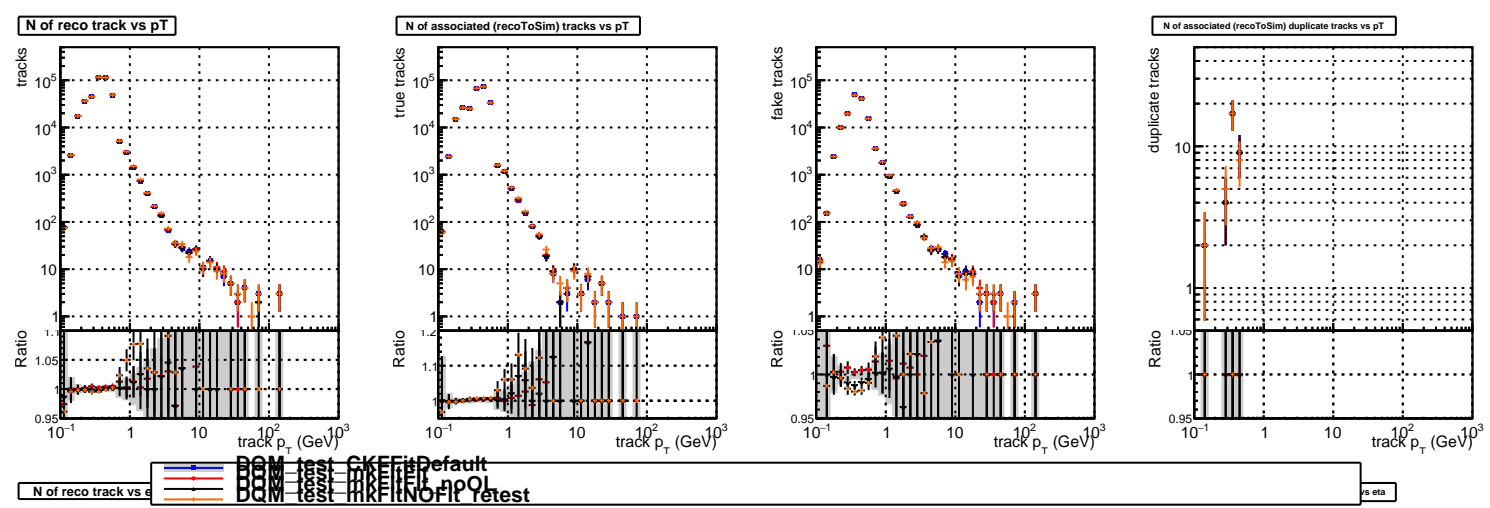 N of reco track vs pT
N of associated (recoToSim) tracks vs pT
N of associated (recoToSim) duplicate tracks vs pT
tracks
10^5
10^4
10^3
10^2
10
1
Ratio
1.1
1.05
1
0.95
10^-1 1 10 10^2 10^3
track p_T (GeV)
true tracks
10^5
10^4
10^3
10^2
10
1
Ratio
1.2
1.1
1
10^-1 1 10 10^2 10^3
track p_T (GeV)
fake tracks
10^5
10^4
10^3
10^2
10
1
Ratio
1.05
1
0.95
10^-1 1 10 10^2 10^3
track p_T (GeV)
duplicate tracks
10
1
Ratio
1.05
1
0.95
10^-1 1 10 10^2 10^3
track p_T (GeV)
DQM_test_CKFFitDefault
DQM_test_mkFitFit
DQM_test_mkFitFit_noQL
DQM_test_mkFitNOFit_retest
N of reco track vs e
vs eta